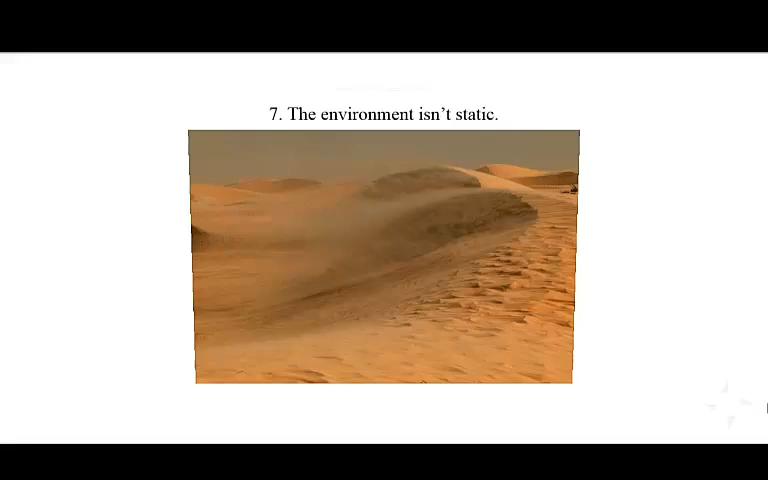 7. The environment isn’t static.